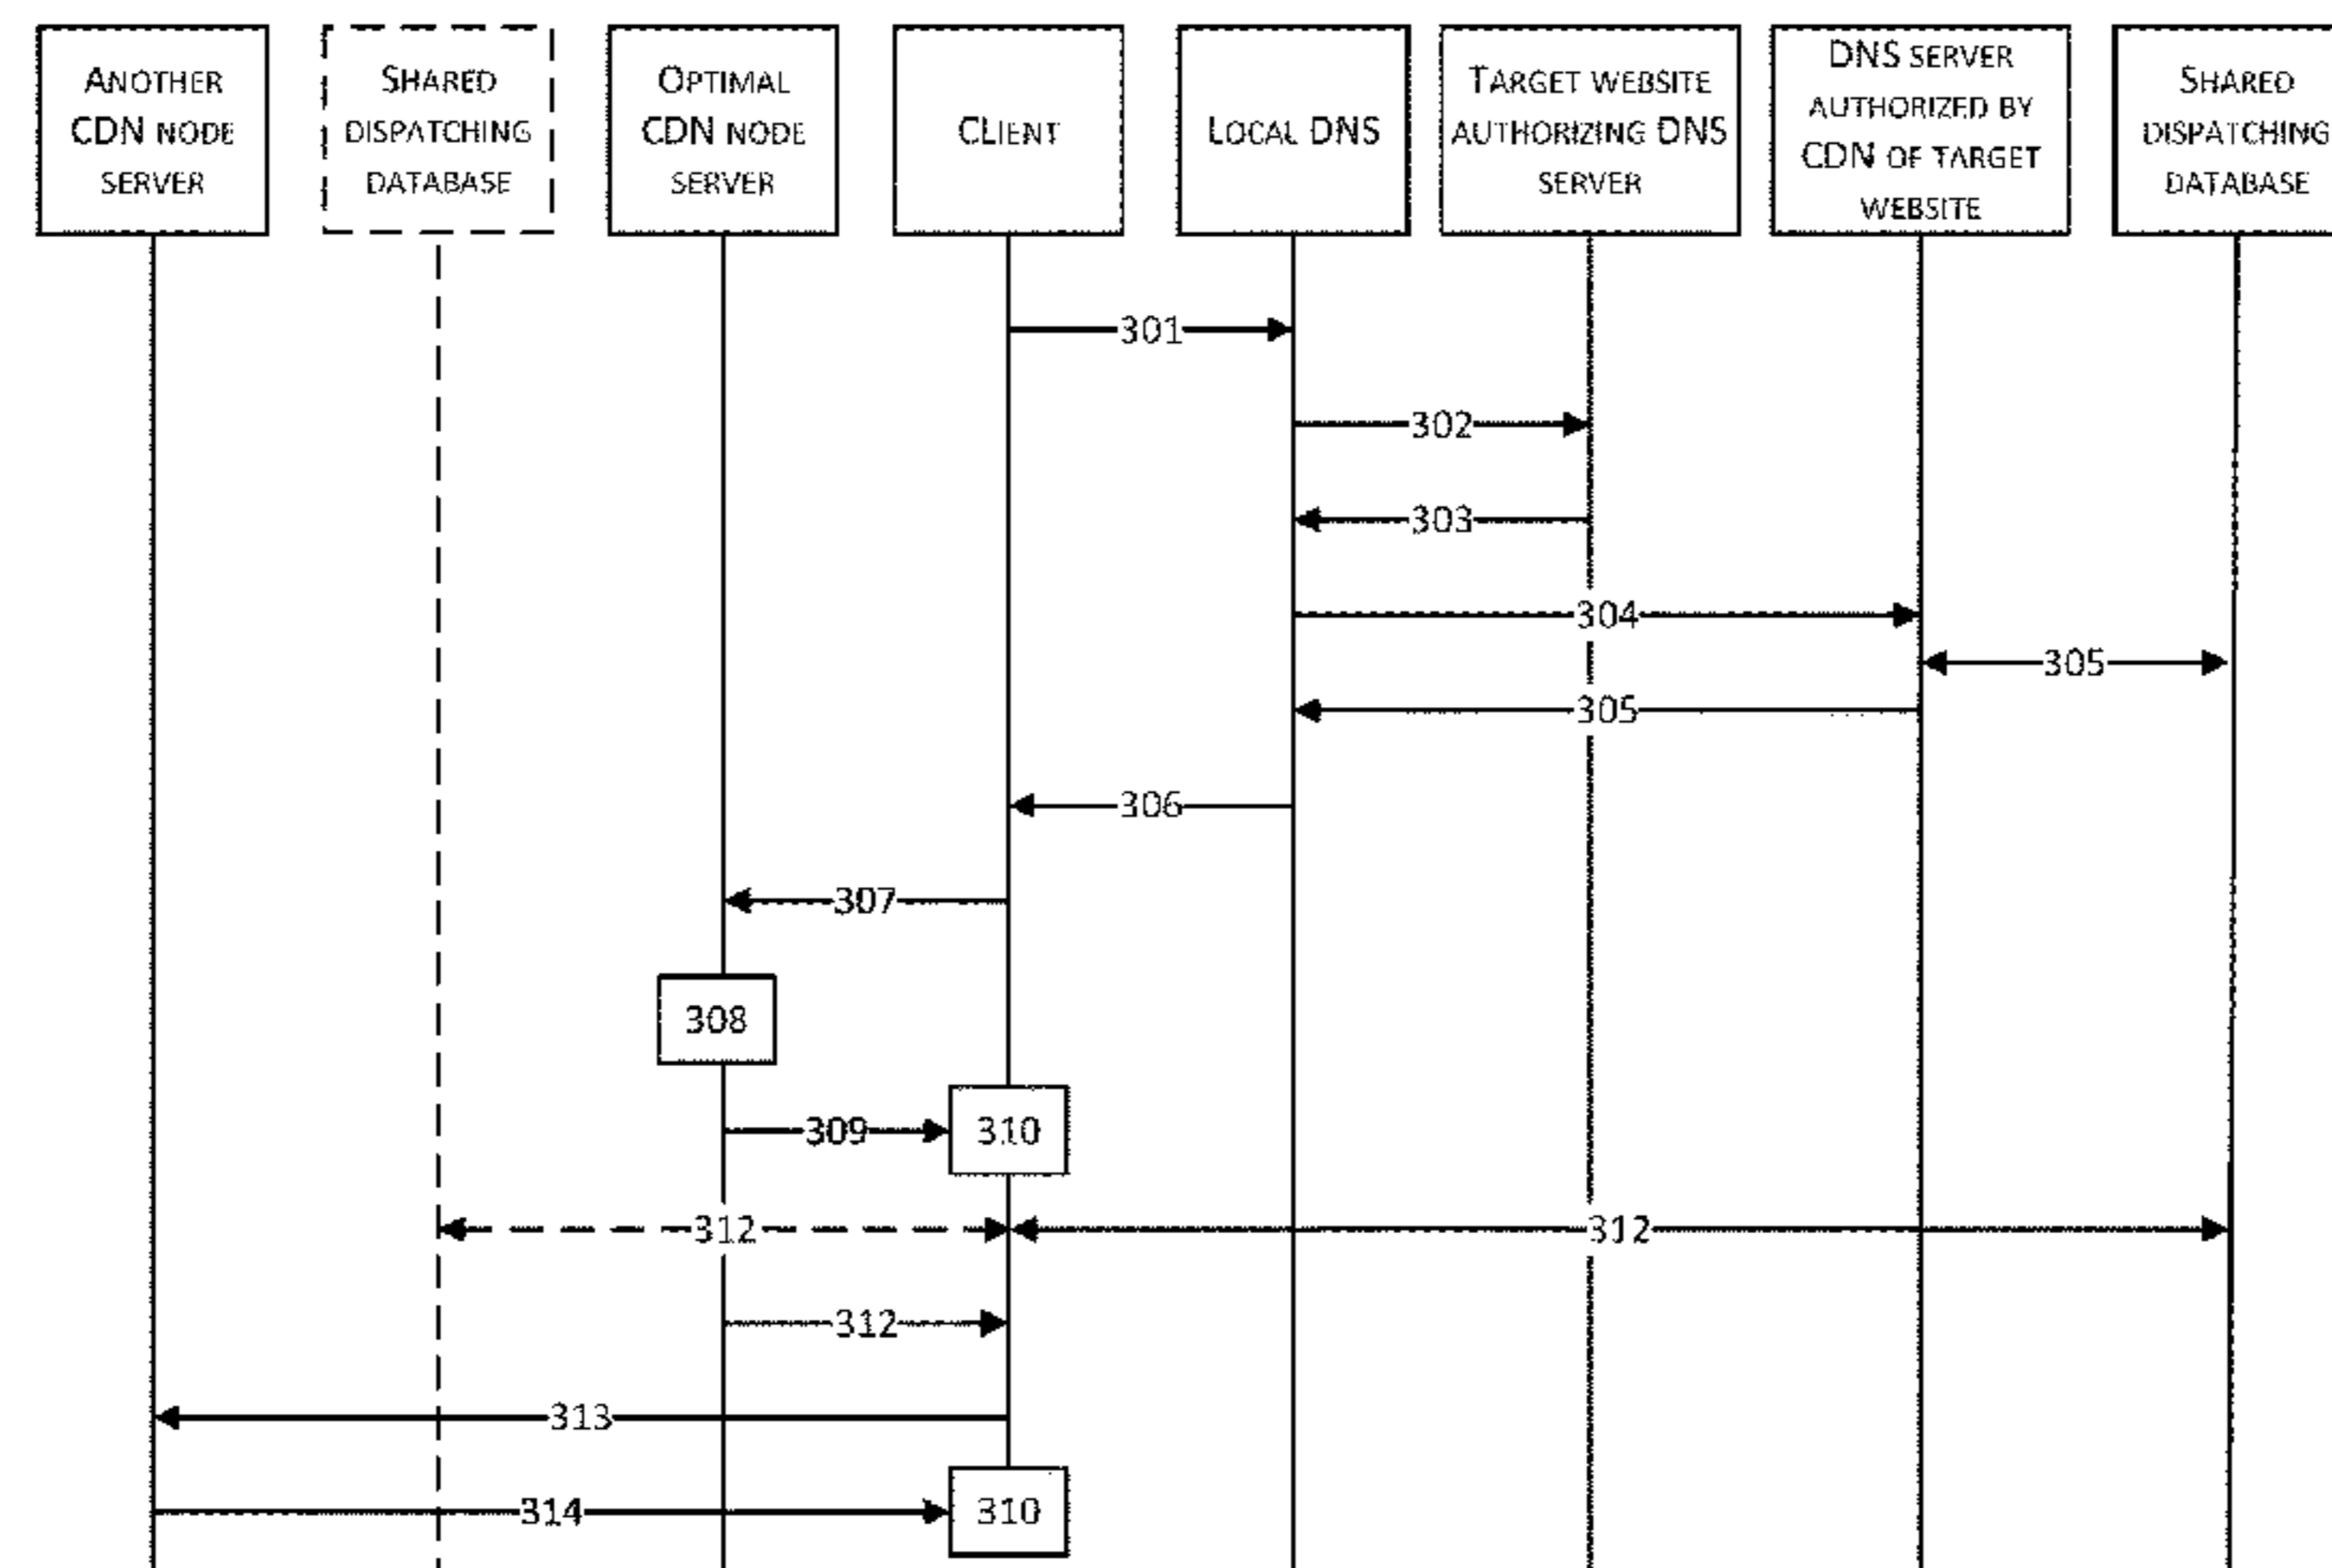 ANOTHER
CDN NODE
SERVER
SHARED
DISPATCHING
DATABASE
OPTIMAL
CDN NODE
SERVER
CLIENT
LOCAL DNS
TARGET WEBSITE
AUTHORIZING DNS
SERVER
DNS SERVER
AUTHORIZED BY
CDN OF TARGET
WEBSITE
SHARED
DISPATCHING
DATABASE
301
302
303
304
305
305
306
307
308
309
310
312
312
312
313
314
310